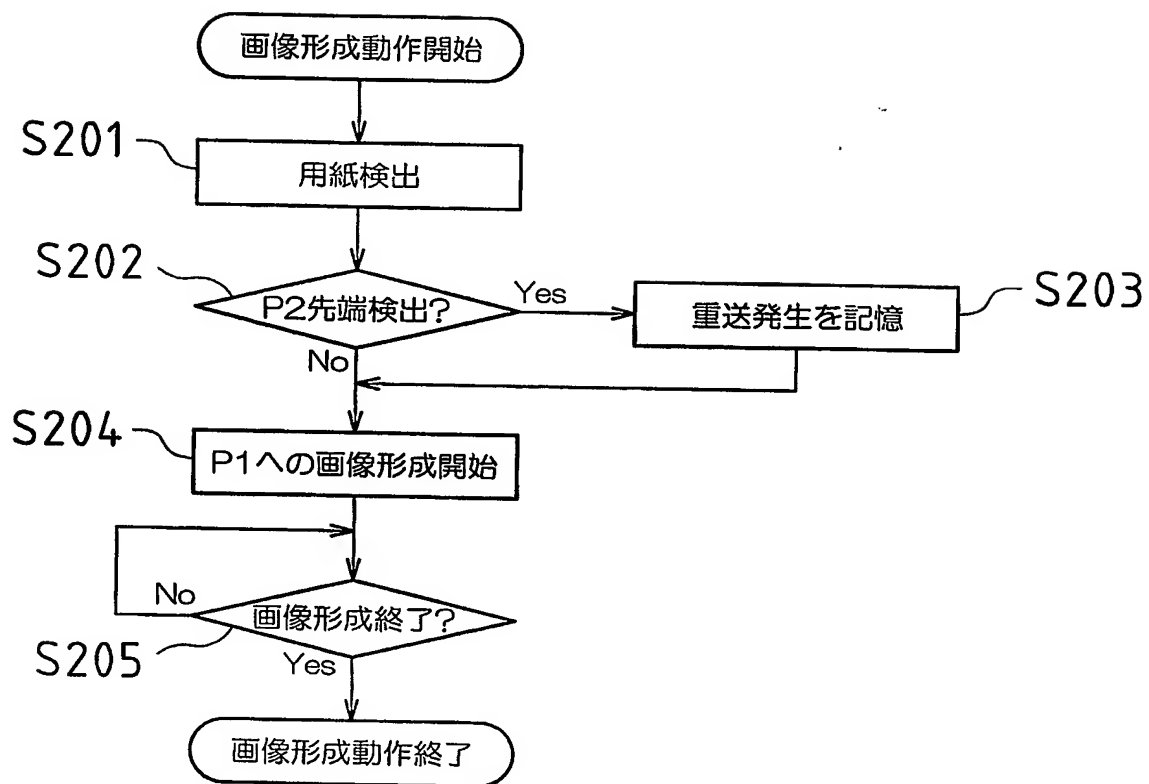 画像形成動作開始
S201
用紙検出
S202
P2先端検出?
Yes
重送発生を記憶
S203
No
S204
P1への画像形成開始
No
画像形成終了?
S205
Yes
画像形成動作終了